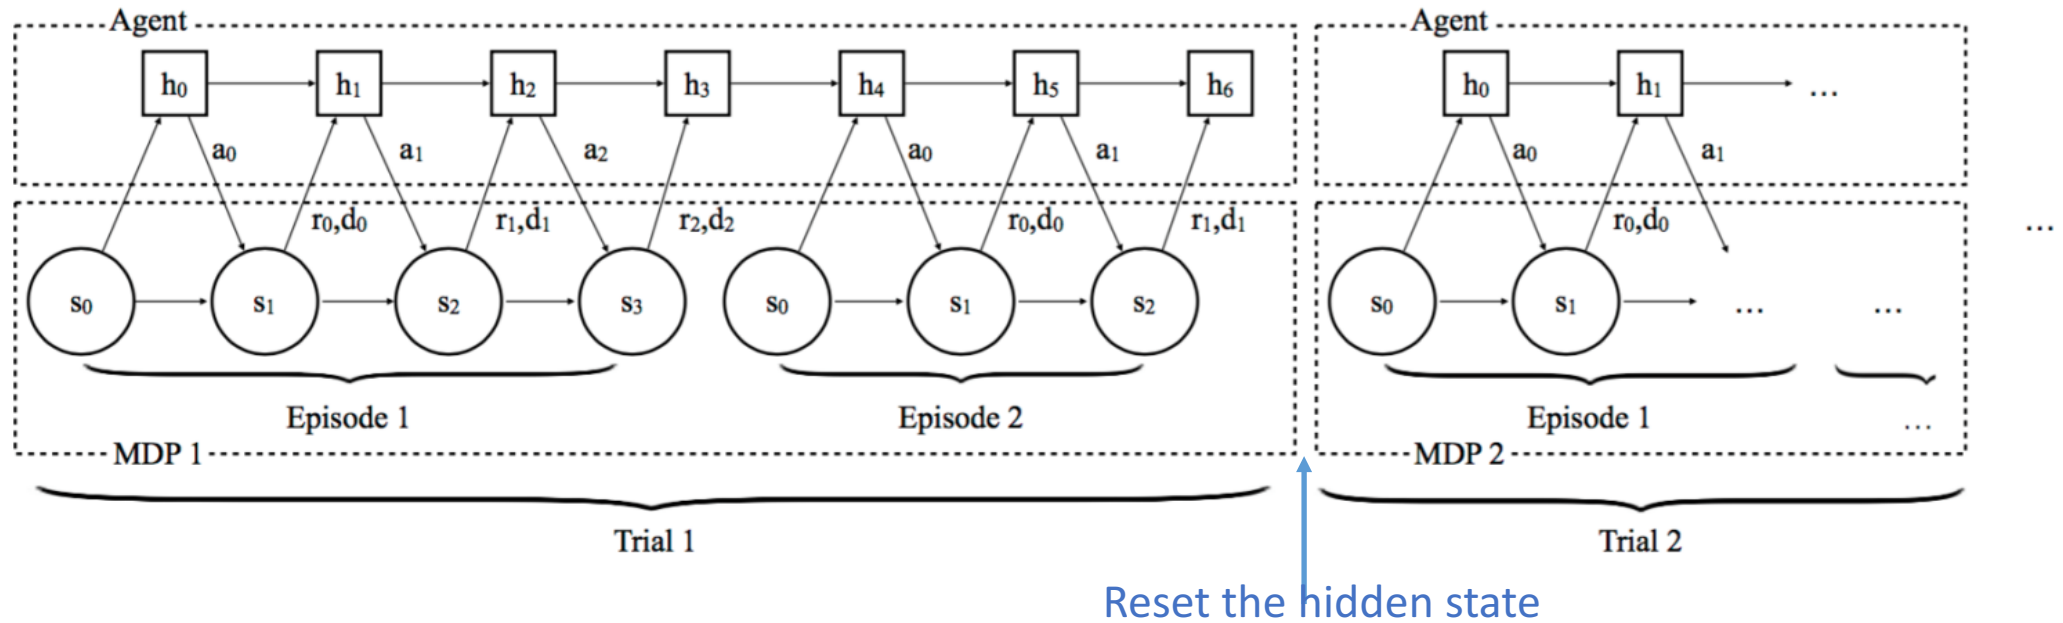 Agent Agent
h0 h1 h2 h3 h4 h5 h6 h0 h1 ...
a0 a1 a2 a0 a1 a0 a1
r0,d0 r1,d1 r2,d2 r0,d0 r1,d1 r0,d0 ...
s0 s1 s2 s3 s0 s1 s2 s0 s1 ... ...
Episode 1 Episode 2 Episode 1 ...
MDP 1 MDP 2
Trial 1 Trial 2
Reset the hidden state